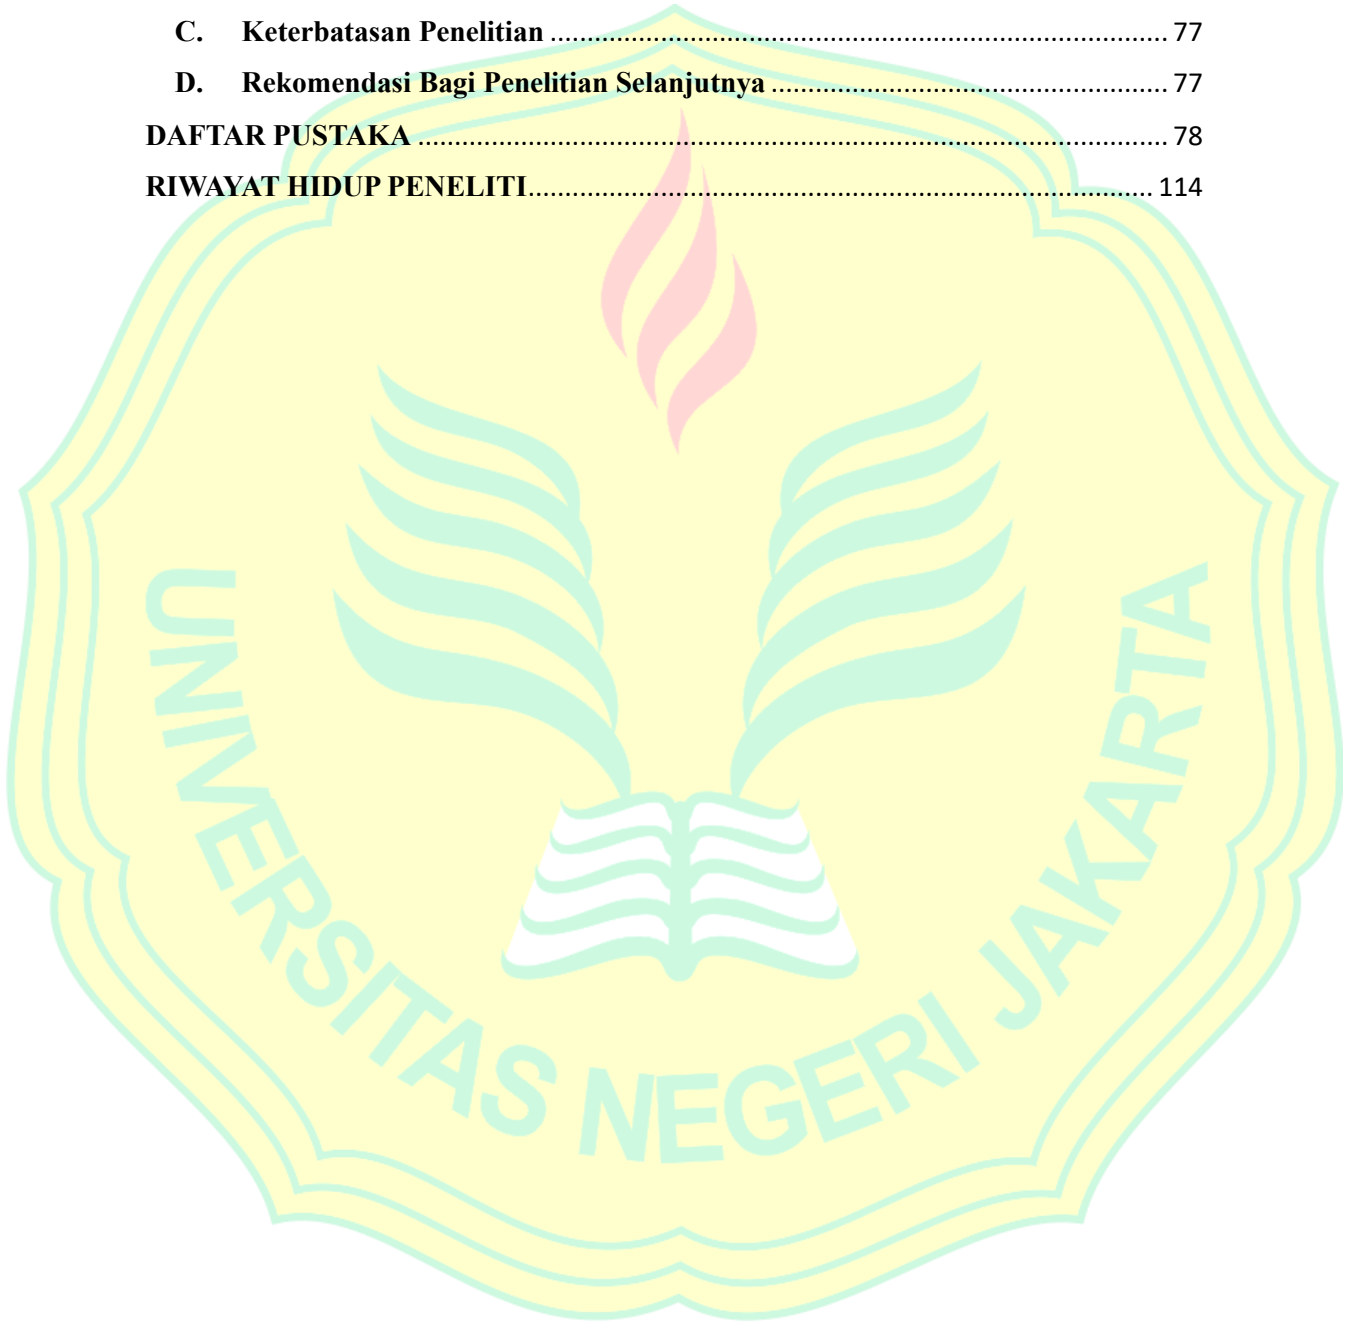 C. Keterbatasan Penelitian ........................................................................................ 77
D. Rekomendasi Bagi Penelitian Selanjutnya ........................................................ 77
DAFTAR PUSTAKA ........................................................................................................... 78
RIWAYAT HIDUP PENELITI......................................................................................... 114
UNIVERSITAS NEGERI JAKARTA